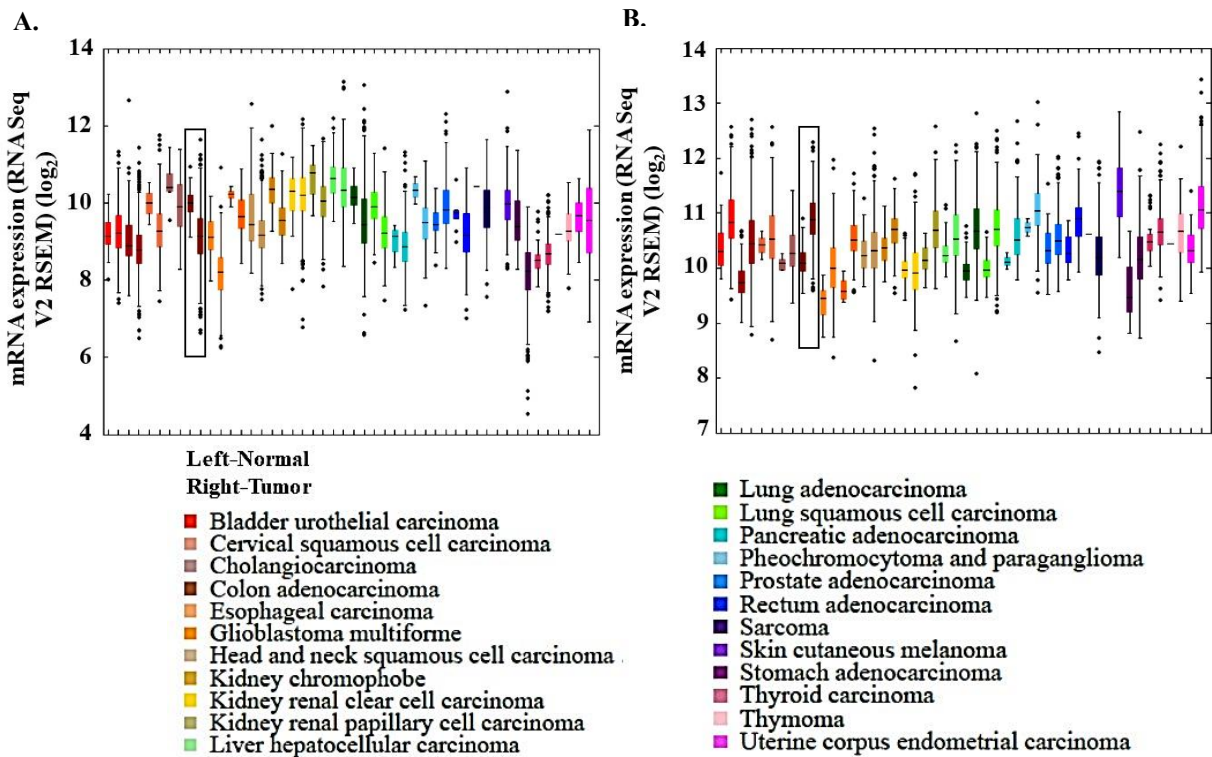 A.
mRNA expression (RNA Seq
V2 RSEM) (log2)
14
12
10
8
6
4
B.
mRNA expression (RNA Seq
V2 RSEM) (log2)
14
13
12
11
10
9
8
7
Left-Normal
Right-Tumor
Bladder urothelial carcinoma
Cervical squamous cell carcinoma
Cholangiocarcinoma
Colon adenocarcinoma
Esophageal carcinoma
Glioblastoma multiforme
Head and neck squamous cell carcinoma
Kidney chromophobe
Kidney renal clear cell carcinoma
Kidney renal papillary cell carcinoma
Liver hepatocellular carcinoma
Lung adenocarcinoma
Lung squamous cell carcinoma
Pancreatic adenocarcinoma
Pheochromocytoma and paraganglioma
Prostate adenocarcinoma
Rectum adenocarcinoma
Sarcoma
Skin cutaneous melanoma
Stomach adenocarcinoma
Thyroid carcinoma
Thymoma
Uterine corpus endometrial carcinoma